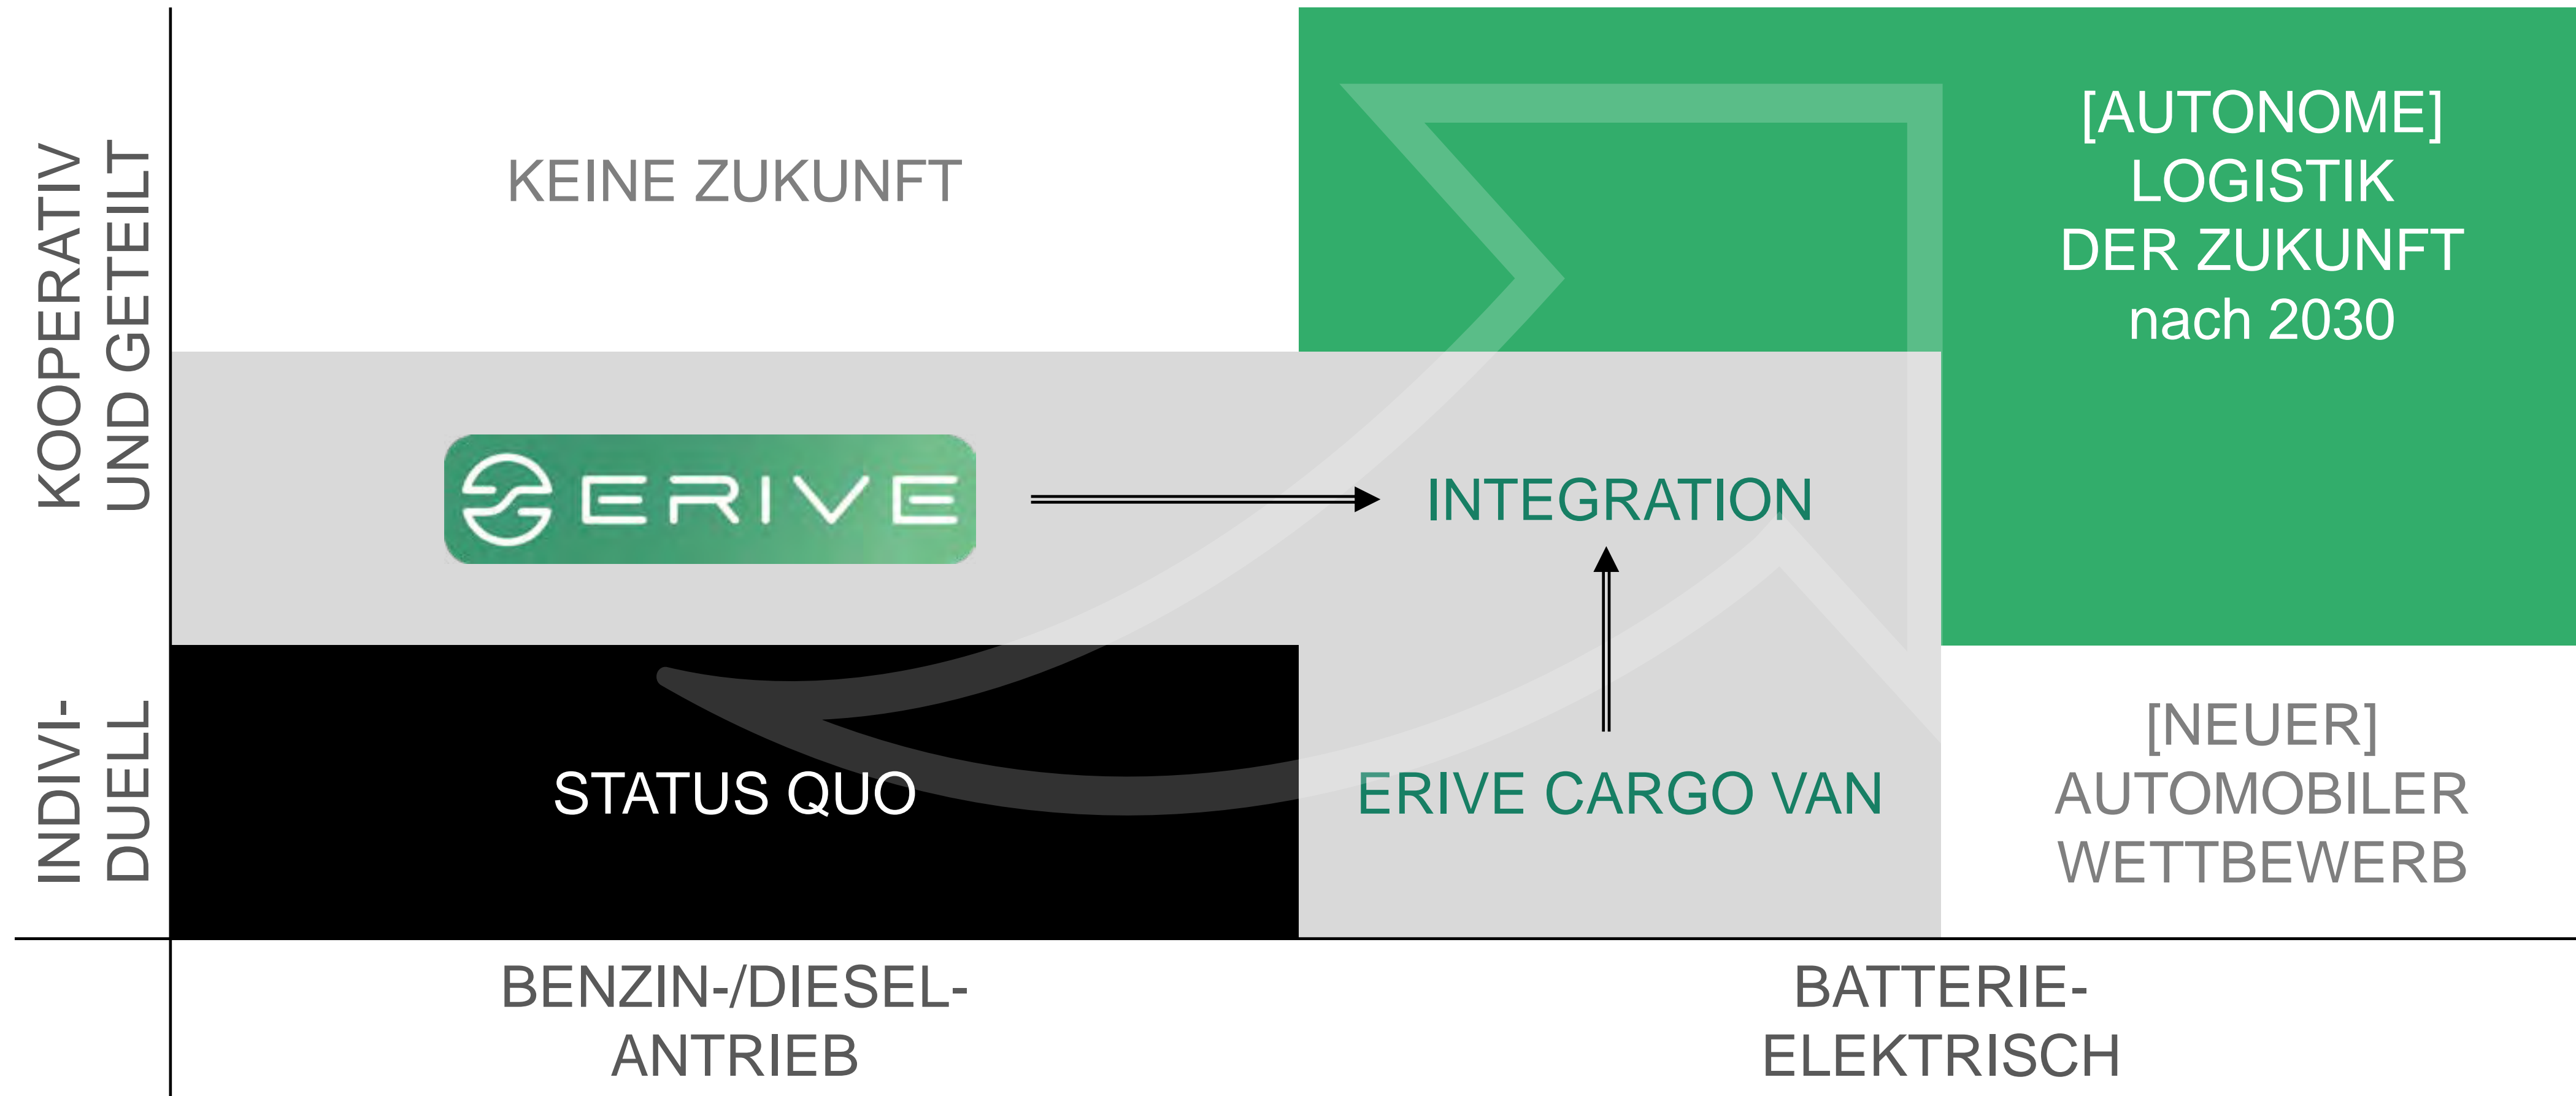 KOOPERATIV
UND GETEILT
KEINE ZUKUNFT
[AUTONOME]
LOGISTIK
DER ZUKUNFT
nach 2030
ERIVE
INTEGRATION
INDIVI-
DUELL
STATUS QUO
ERIVE CARGO VAN
[NEUER]
AUTOMOBILER
WETTBEWERB
BENZIN-/DIESEL-
ANTRIEB
BATTERIE-
ELEKTRISCH